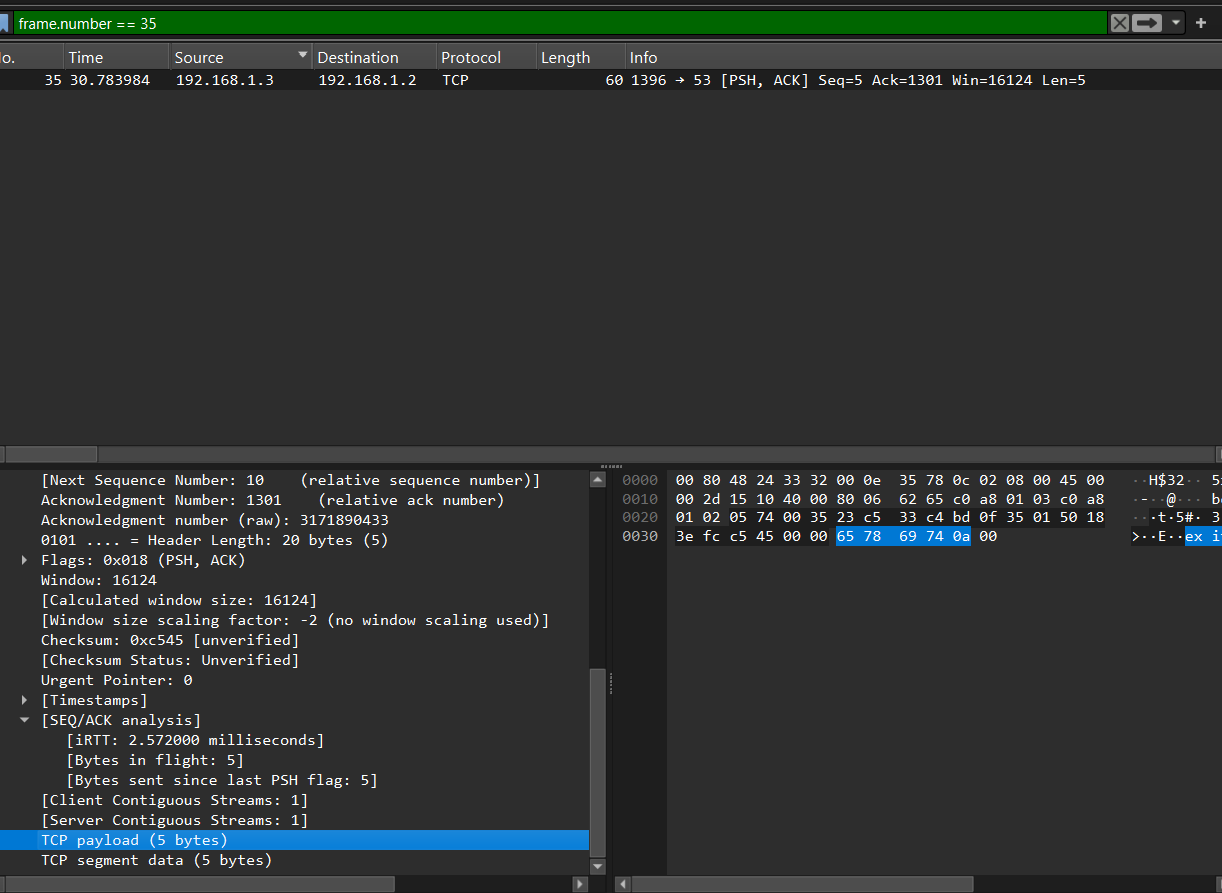 frame.number == 35
o. Time Source Destination Protocol Length Info
35 30.783984 192.168.1.3 192.168.1.2 TCP 60 1396 → 53 [PSH, ACK] Seq=5 Ack=1301 Win=16124 Len=5
[Next Sequence Number: 10 (relative sequence number)]
Acknowledgment Number: 1301 (relative ack number)
Acknowledgment number (raw): 3171890433
0101 .... = Header Length: 20 bytes (5)
Flags: 0x018 (PSH, ACK)
Window: 16124
[Calculated window size: 16124]
[Window size scaling factor: -2 (no window scaling used)]
Checksum: 0xc545 [unverified]
[Checksum Status: Unverified]
Urgent Pointer: 0
[Timestamps]
[SEQ/ACK analysis]
[iRTT: 2.572000 milliseconds]
[Bytes in flight: 5]
[Bytes sent since last PSH flag: 5]
[Client Contiguous Streams: 1]
[Server Contiguous Streams: 1]
TCP payload (5 bytes)
TCP segment data (5 bytes)
0000 00 80 48 24 33 32 00 0e 35 78 0c 02 08 00 45 00 ··H$32·· 5
0010 00 2d 15 10 40 00 80 06 62 65 c0 a8 01 03 c0 a8 ·-··@··· b
0020 01 02 05 74 00 35 23 c5 33 c4 bd 0f 35 01 50 18 ···t·5#· 3
0030 3e fc c5 45 00 00 65 78 69 74 0a 00 >··E··ex i